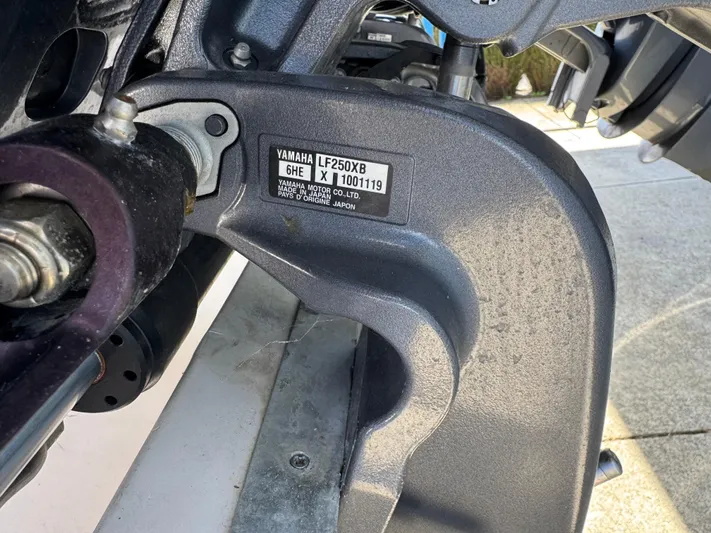 YAMAHA LF250XB
6HE X 1001119
YAMAHA MOTOR CO.,LTD.
MADE IN JAPAN
PAYS D'ORIGINE JAPON